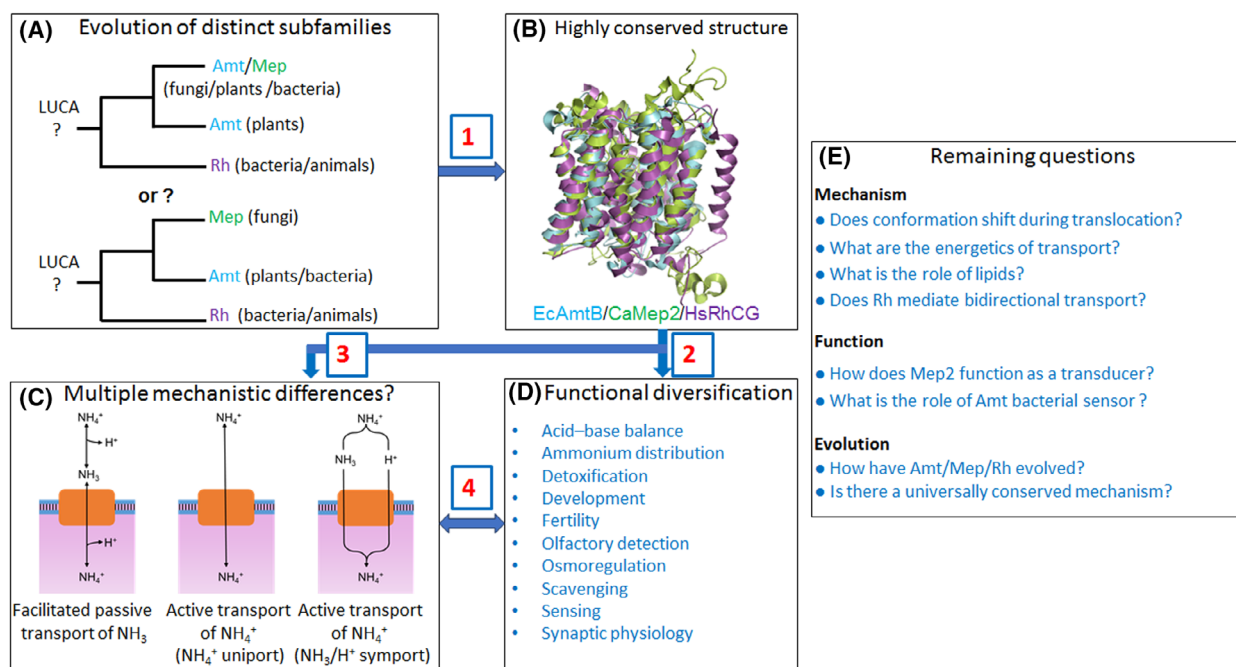 (A) Evolution of distinct subfamilies
LUCA
?
Amt/Mep
(fungi/plants/bacteria)
Amt (plants)
Rh (bacteria/animals)
or ?
LUCA
?
Mep (fungi)
Amt (plants/bacteria)
Rh (bacteria/animals)
1
(B) Highly conserved structure
EcAmtB/CaMep2/HsRhCG
3
2
(C) Multiple mechanistic differences?
NH₄⁺
H⁺
NH₃
H⁺
NH₄⁺
Facilitated passive
transport of NH₃
NH₄⁺
NH₄⁺
Active transport
of NH₄⁺
(NH₄⁺ uniport)
NH₄⁺
NH₃ H⁺
NH₄⁺
Active transport
of NH₄⁺
(NH₃/H⁺ symport)
4
(D) Functional diversification
• Acid–base balance
• Ammonium distribution
• Detoxification
• Development
• Fertility
• Olfactory detection
• Osmoregulation
• Scavenging
• Sensing
• Synaptic physiology
(E) Remaining questions
Mechanism
● Does conformation shift during translocation?
● What are the energetics of transport?
● What is the role of lipids?
● Does Rh mediate bidirectional transport?
Function
● How does Mep2 function as a transducer?
● What is the role of Amt bacterial sensor ?
Evolution
● How have Amt/Mep/Rh evolved?
● Is there a universally conserved mechanism?